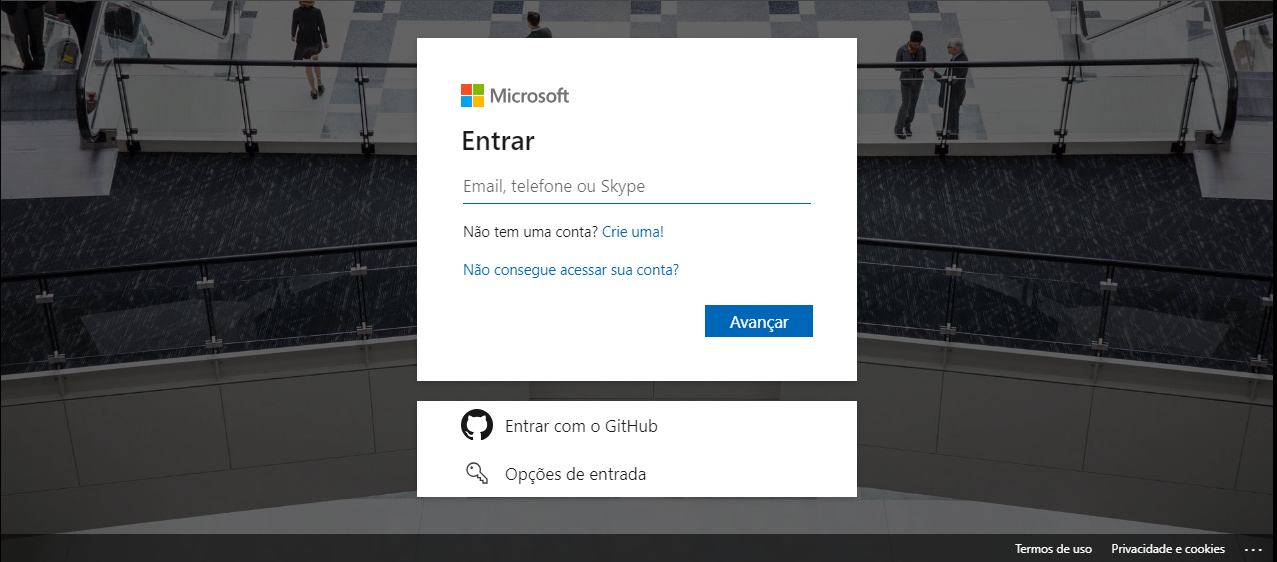 Microsoft
Entrar
Email, telefone ou Skype
Não tem uma conta? Crie uma!
Não consegue acessar sua conta?
Avançar
Entrar com o GitHub
Opções de entrada
Termos de uso Privacidade e cookies ...